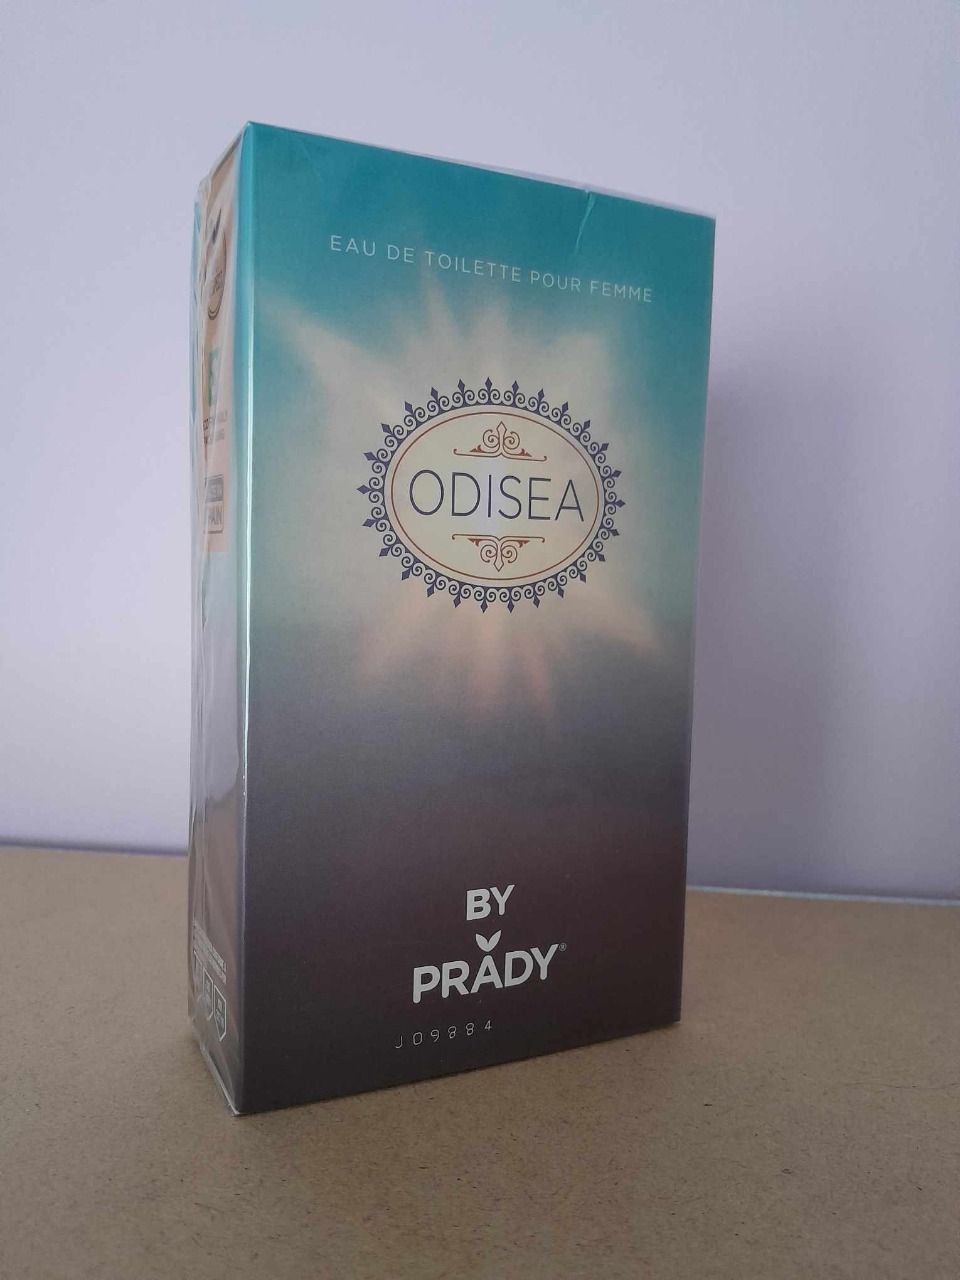 EAU DE TOILETTE POUR FEMME
ODISEA
BY
PRADY®
J09884